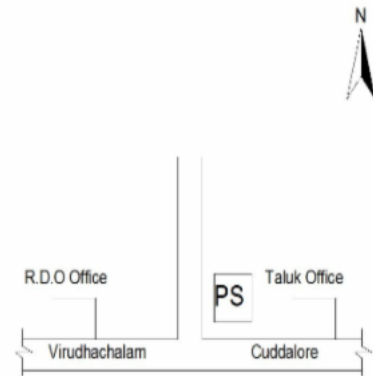 N
R.D.O Office
PS
Taluk Office
Virudhachalam
Cuddalore